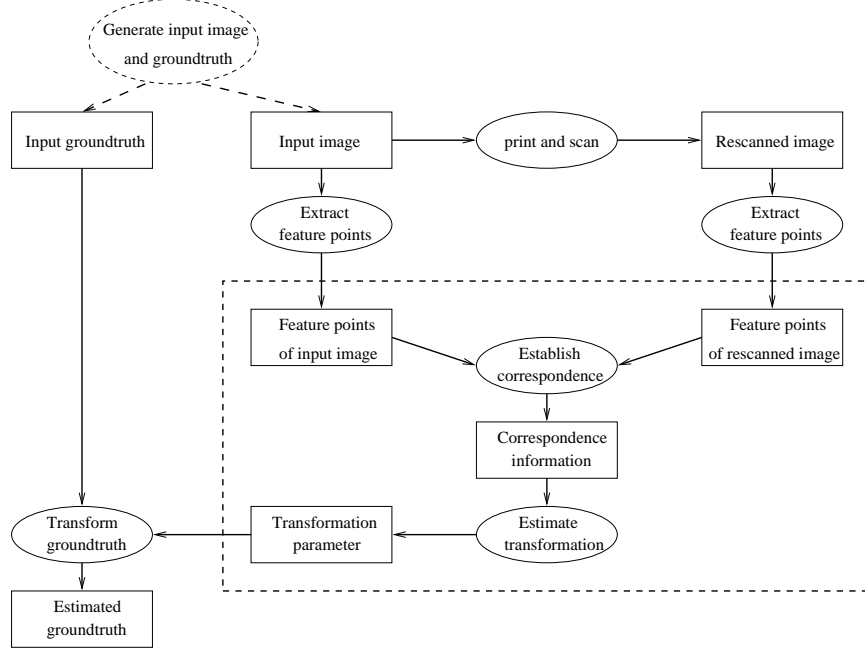 Generate input image
and groundtruth
Input groundtruth
Input image
print and scan
Rescanned image
Extract
feature points
Extract
feature points
Feature points
of input image
Feature points
of rescanned image
Establish
correspondence
Correspondence
information
Transform
groundtruth
Transformation
parameter
Estimate
transformation
Estimated
groundtruth